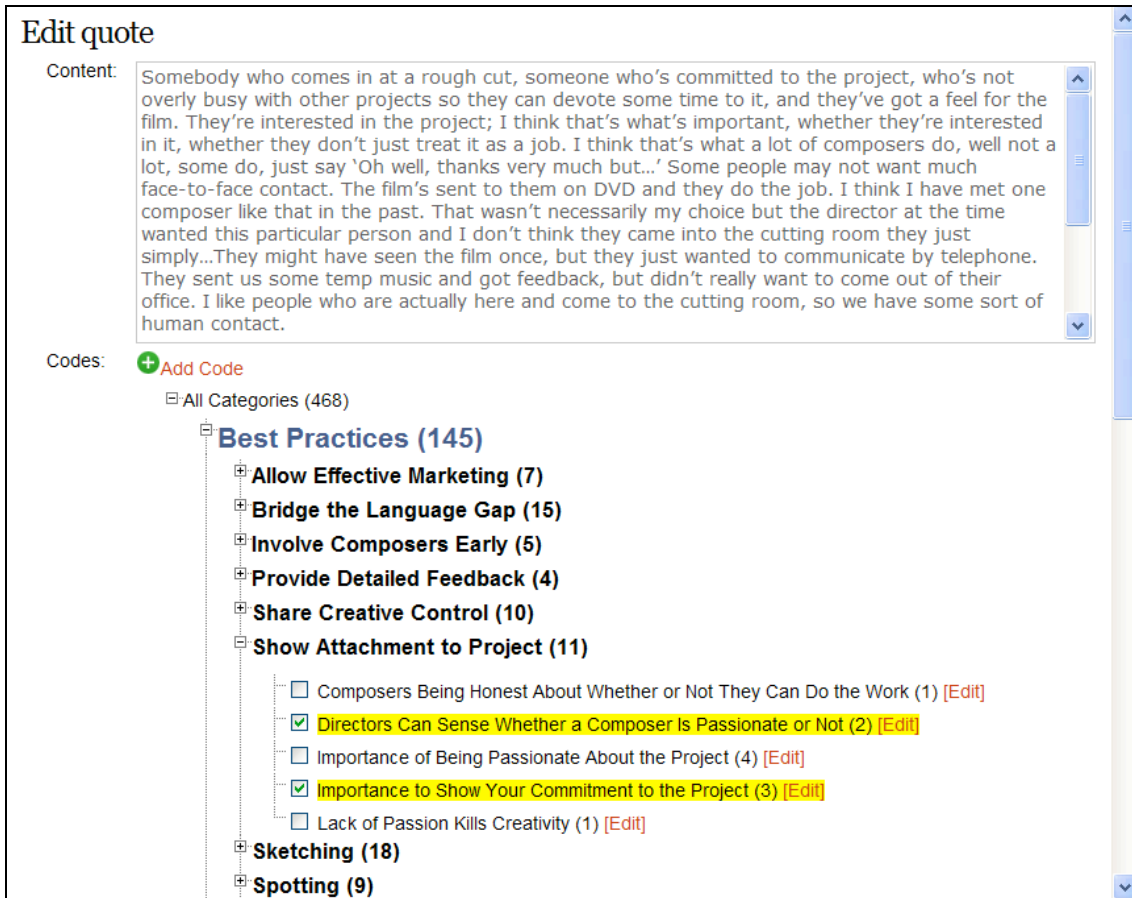 Edit quote
Content:
Somebody who comes in at a rough cut, someone who’s committed to the project, who’s not
overly busy with other projects so they can devote some time to it, and they’ve got a feel for the
film. They’re interested in the project; I think that’s what’s important, whether they’re interested
in it, whether they don’t just treat it as a job. I think that’s what a lot of composers do, well not a
lot, some do, just say ‘Oh well, thanks very much but...’ Some people may not want much
face-to-face contact. The film’s sent to them on DVD and they do the job. I think I have met one
composer like that in the past. That wasn’t necessarily my choice but the director at the time
wanted this particular person and I don’t think they came into the cutting room they just
simply...They might have seen the film once, but they just wanted to communicate by telephone.
They sent us some temp music and got feedback, but didn’t really want to come out of their
office. I like people who are actually here and come to the cutting room, so we have some sort of
human contact.
Codes:
Add Code
All Categories (468)
Best Practices (145)
Allow Effective Marketing (7)
Bridge the Language Gap (15)
Involve Composers Early (5)
Provide Detailed Feedback (4)
Share Creative Control (10)
Show Attachment to Project (11)
Composers Being Honest About Whether or Not They Can Do the Work (1) [Edit]
Directors Can Sense Whether a Composer Is Passionate or Not (2) [Edit]
Importance of Being Passionate About the Project (4) [Edit]
Importance to Show Your Commitment to the Project (3) [Edit]
Lack of Passion Kills Creativity (1) [Edit]
Sketching (18)
Spotting (9)